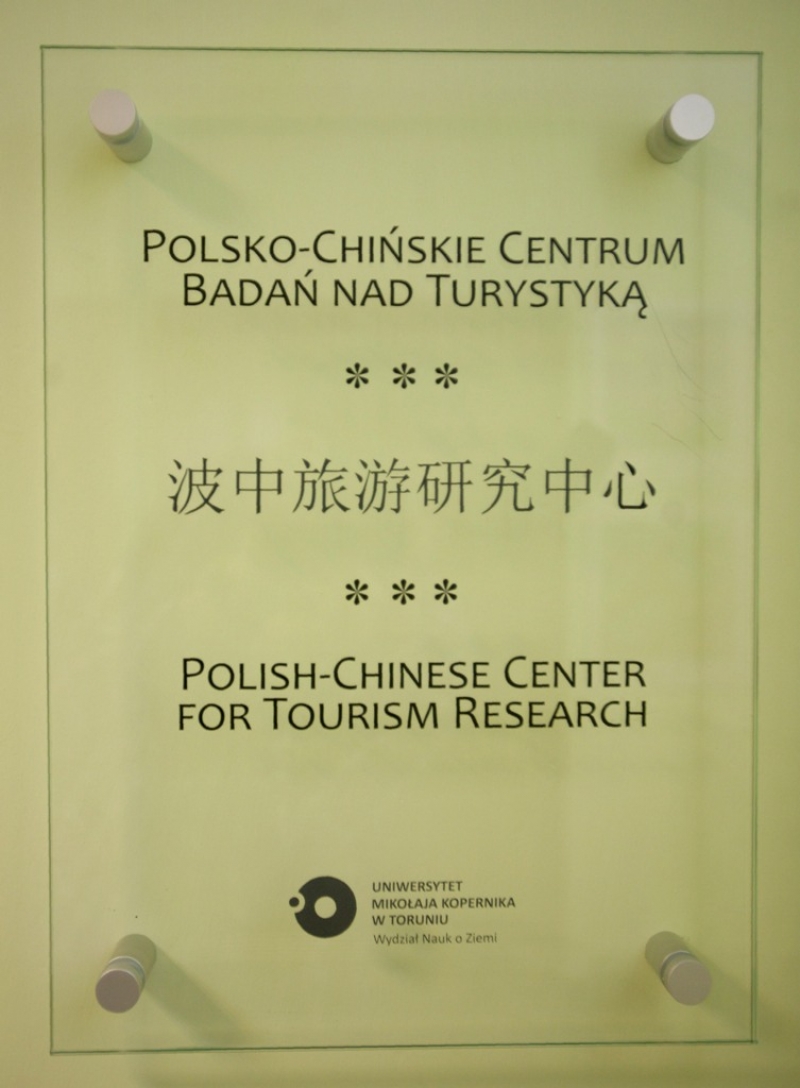 POLSKO-CHIŃSKIE CENTRUM
BADAŃ NAD TURYSTYKĄ
* * *
波中旅游研究中心
* * *
POLISH-CHINESE CENTER
FOR TOURISM RESEARCH
UNIWERSYTET
MIKOŁAJA KOPERNIKA
W TORUNIU
Wydział Nauk o Ziemi